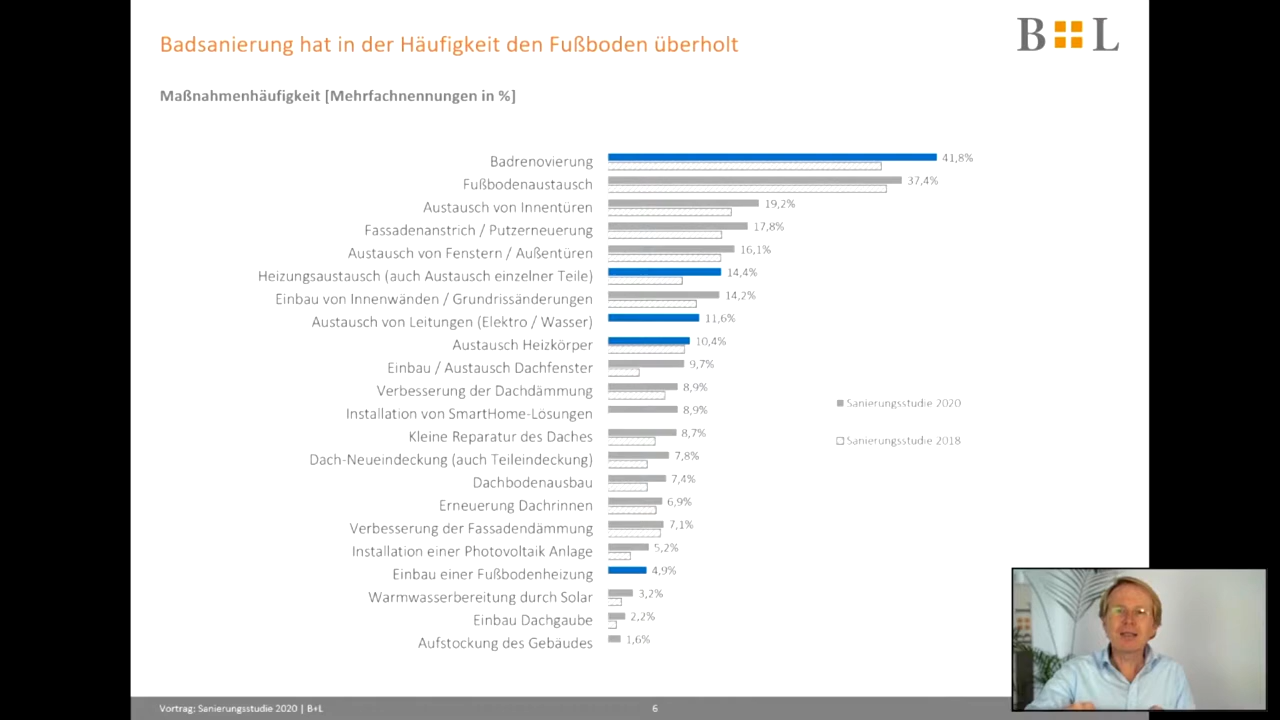 Badsanierung hat in der Häufigkeit den Fußboden überholt
B L
Maßnahmenhäufigkeit [Mehrfachnennungen in %]
Badrenovierung 41,8%
Fußbodenaustausch 37,4%
Austausch von Innentüren 19,2%
Fassadenanstrich / Putzerneuerung 17,8%
Austausch von Fenstern / Außentüren 16,1%
Heizungsaustausch (auch Austausch einzelner Teile) 14,4%
Einbau von Innenwänden / Grundrissänderungen 14,2%
Austausch von Leitungen (Elektro / Wasser) 11,6%
Austausch Heizkörper 10,4%
Einbau / Austausch Dachfenster 9,7%
Verbesserung der Dachdämmung 8,9%
Installation von SmartHome-Lösungen 8,9%
Kleine Reparatur des Daches 8,7%
Dach-Neueindeckung (auch Teileindeckung) 7,8%
Dachbodenausbau 7,4%
Erneuerung Dachrinnen 6,9%
Verbesserung der Fassadendämmung 7,1%
Installation einer Photovoltaik Anlage 5,2%
Einbau einer Fußbodenheizung 4,9%
Warmwasserbereitung durch Solar 3,2%
Einbau Dachgaube 2,2%
Aufstockung des Gebäudes 1,6%
Sanierungsstudie 2020
Sanierungsstudie 2018
Vortrag: Sanierungsstudie 2020 | B+L
6